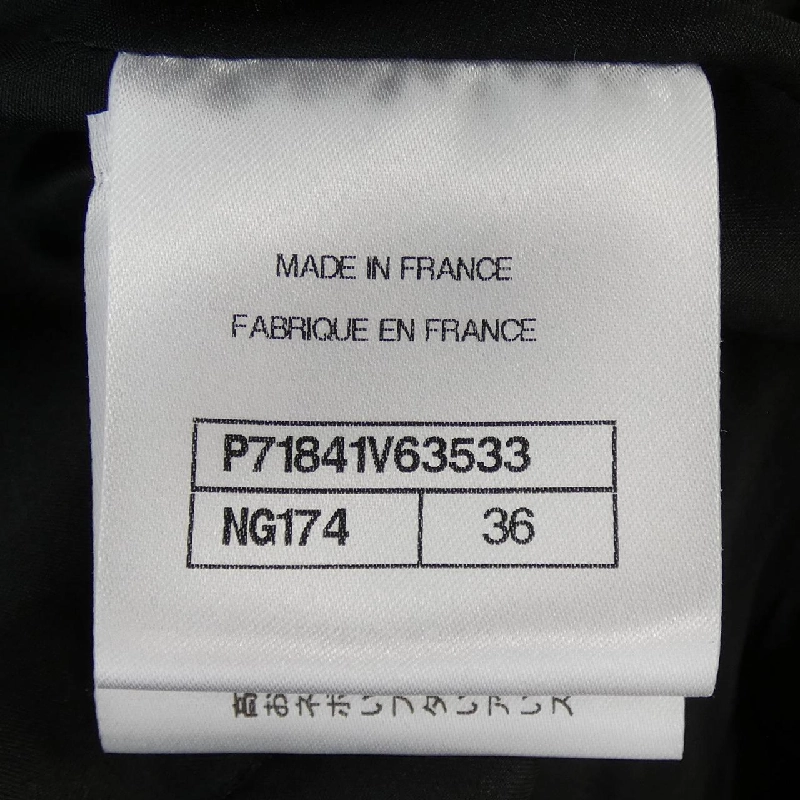 MADE IN FRANCE
FABRIQUE EN FRANCE
P71841V63533
NG174 36